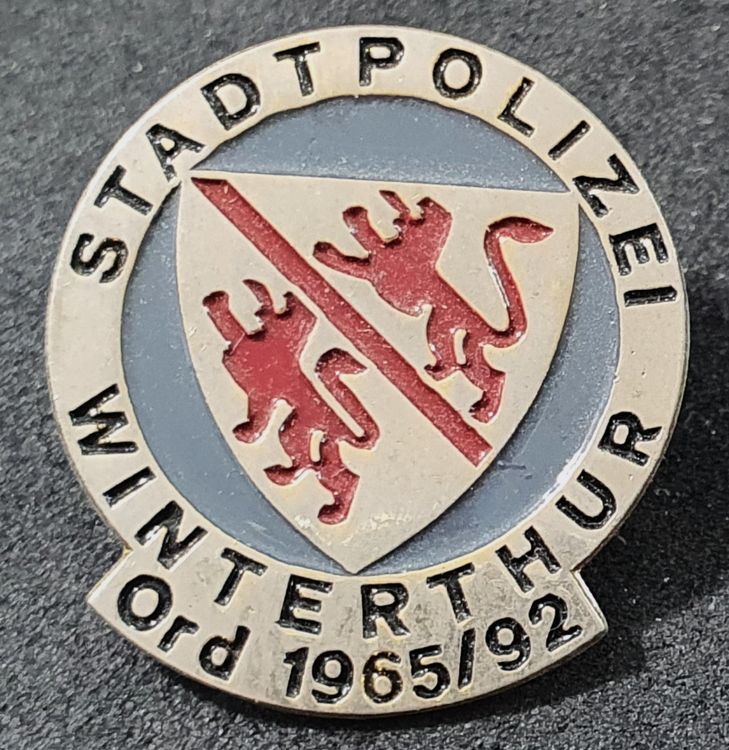 STADTPOLIZEI
WINTERTHUR
Ord 1965/92